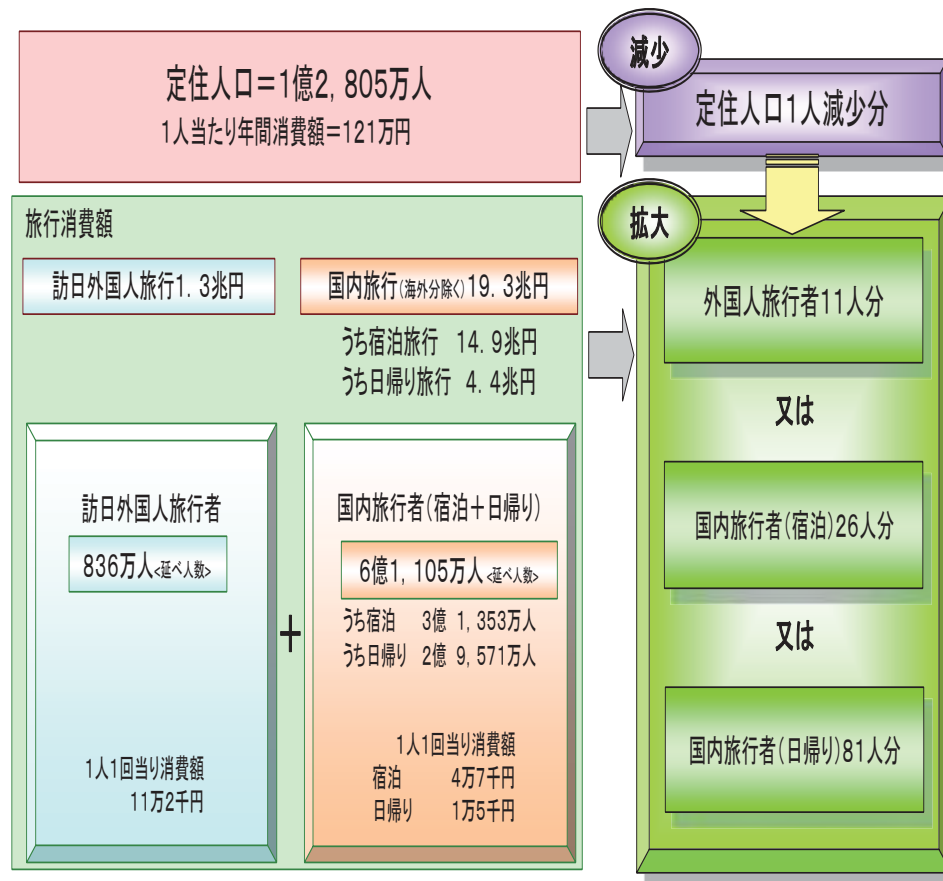 定住人口＝1億2，805万人
1人当たり年間消費額＝121万円
減少
定住人口1人減少分
旅行消費額
訪日外国人旅行1．3兆円
国内旅行(海外分除く)19．3兆円
うち宿泊旅行 14．9兆円
うち日帰り旅行 4．4兆円
訪日外国人旅行者
836万人<延べ人数>
1人1回当り消費額
11万2千円
＋
国内旅行者(宿泊＋日帰り)
6億1，105万人<延べ人数>
うち宿泊 3億 1，353万人
うち日帰り 2億 9，571万人
1人1回当り消費額
宿泊 4万7千円
日帰り 1万5千円
拡大
外国人旅行者11人分
又は
国内旅行者(宿泊)26人分
又は
国内旅行者(日帰り)81人分